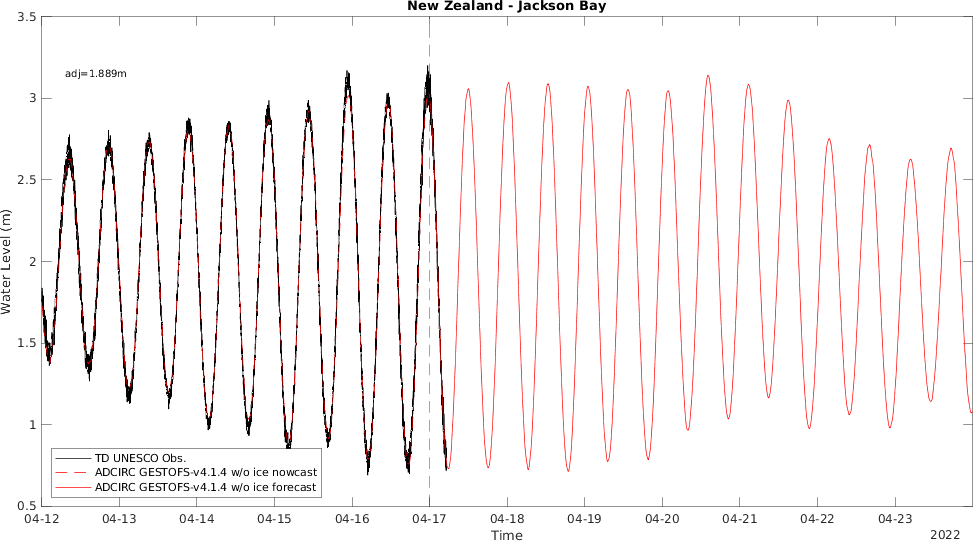 New Zealand - Jackson Bay
adj=1.889m
3.5
3
2.5
2
1.5
1
0.5
Water Level (m)
TD UNESCO Obs.
ADCIRC GESTOFS-v4.1.4 w/o ice nowcast
ADCIRC GESTOFS-v4.1.4 w/o ice forecast
04-12 04-13 04-14 04-15 04-16 04-17 04-18 04-19 04-20 04-21 04-22 04-23
Time
2022